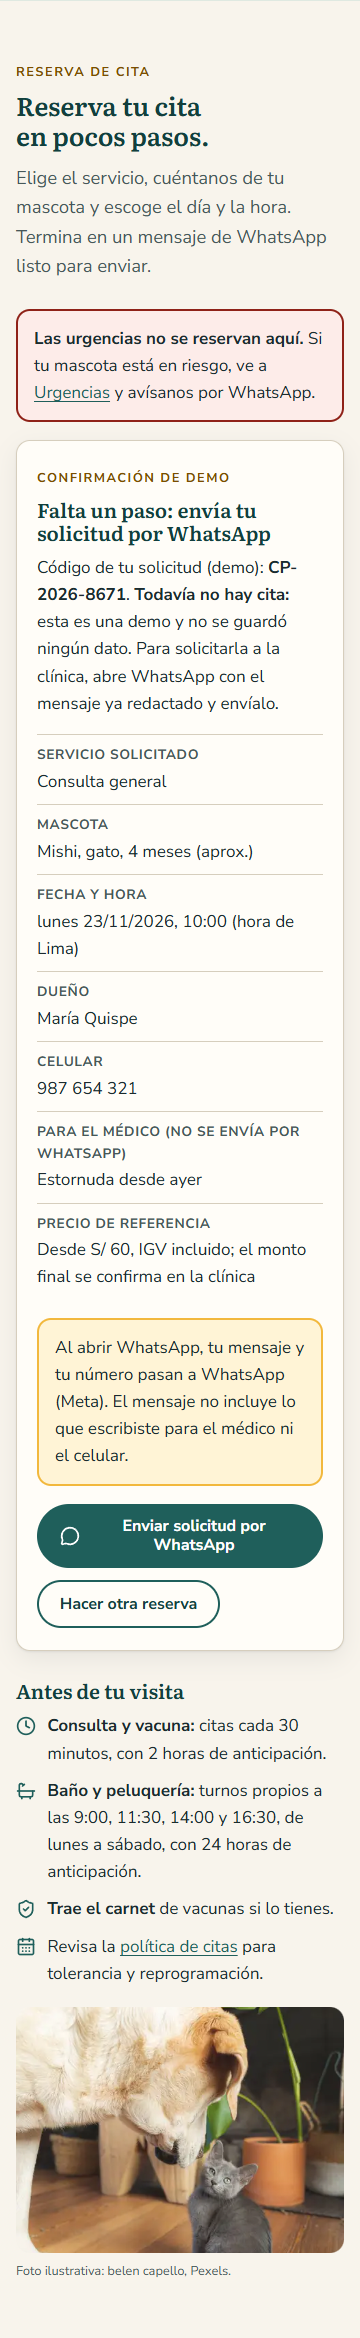 RESERVA DE CITA
Reserva tu cita
en pocos pasos.
Elige el servicio, cuéntanos de tu
mascota y escoge el día y la hora.
Termina en un mensaje de WhatsApp
listo para enviar.
Las urgencias no se reservan aquí. Si
tu mascota está en riesgo, ve a
Urgencias y avísanos por WhatsApp.
CONFIRMACIÓN DE DEMO
Falta un paso: envía tu
solicitud por WhatsApp
Código de tu solicitud (demo): CP-
2026-8671. Todavía no hay cita:
esta es una demo y no se guardó
ningún dato. Para solicitarla a la
clínica, abre WhatsApp con el
mensaje ya redactado y envíalo.
SERVICIO SOLICITADO
Consulta general
MASCOTA
Mishi, gato, 4 meses (aprox.)
FECHA Y HORA
lunes 23/11/2026, 10:00 (hora de
Lima)
DUEÑO
María Quispe
CELULAR
987 654 321
PARA EL MÉDICO (NO SE ENVÍA POR
WHATSAPP)
Estornuda desde ayer
PRECIO DE REFERENCIA
Desde S/ 60, IGV incluido; el monto
final se confirma en la clínica
Al abrir WhatsApp, tu mensaje y
tu número pasan a WhatsApp
(Meta). El mensaje no incluye lo
que escribiste para el médico ni
el celular.
Enviar solicitud por
WhatsApp
Hacer otra reserva
Antes de tu visita
Consulta y vacuna: citas cada 30
minutos, con 2 horas de anticipación.
Baño y peluquería: turnos propios a
las 9:00, 11:30, 14:00 y 16:30, de
lunes a sábado, con 24 horas de
anticipación.
Trae el carnet de vacunas si lo tienes.
Revisa la política de citas para
tolerancia y reprogramación.
Foto ilustrativa: belen capello, Pexels.